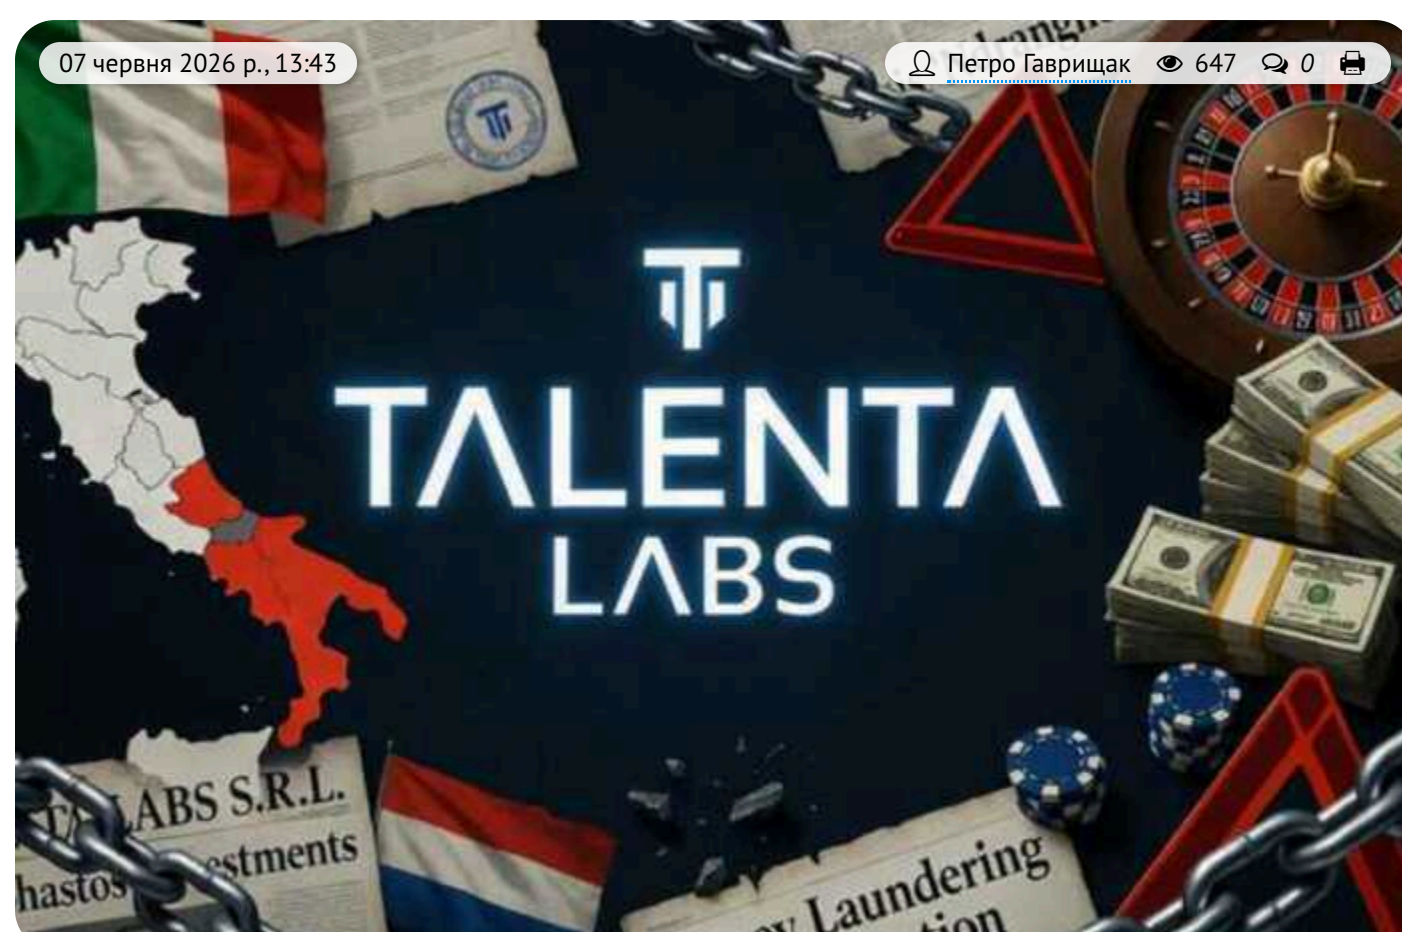 07 червня 2026 р., 13:43
Петро Гаврищак
647
0
TALENTA
LABS
LABS S.R.L.
Laundering